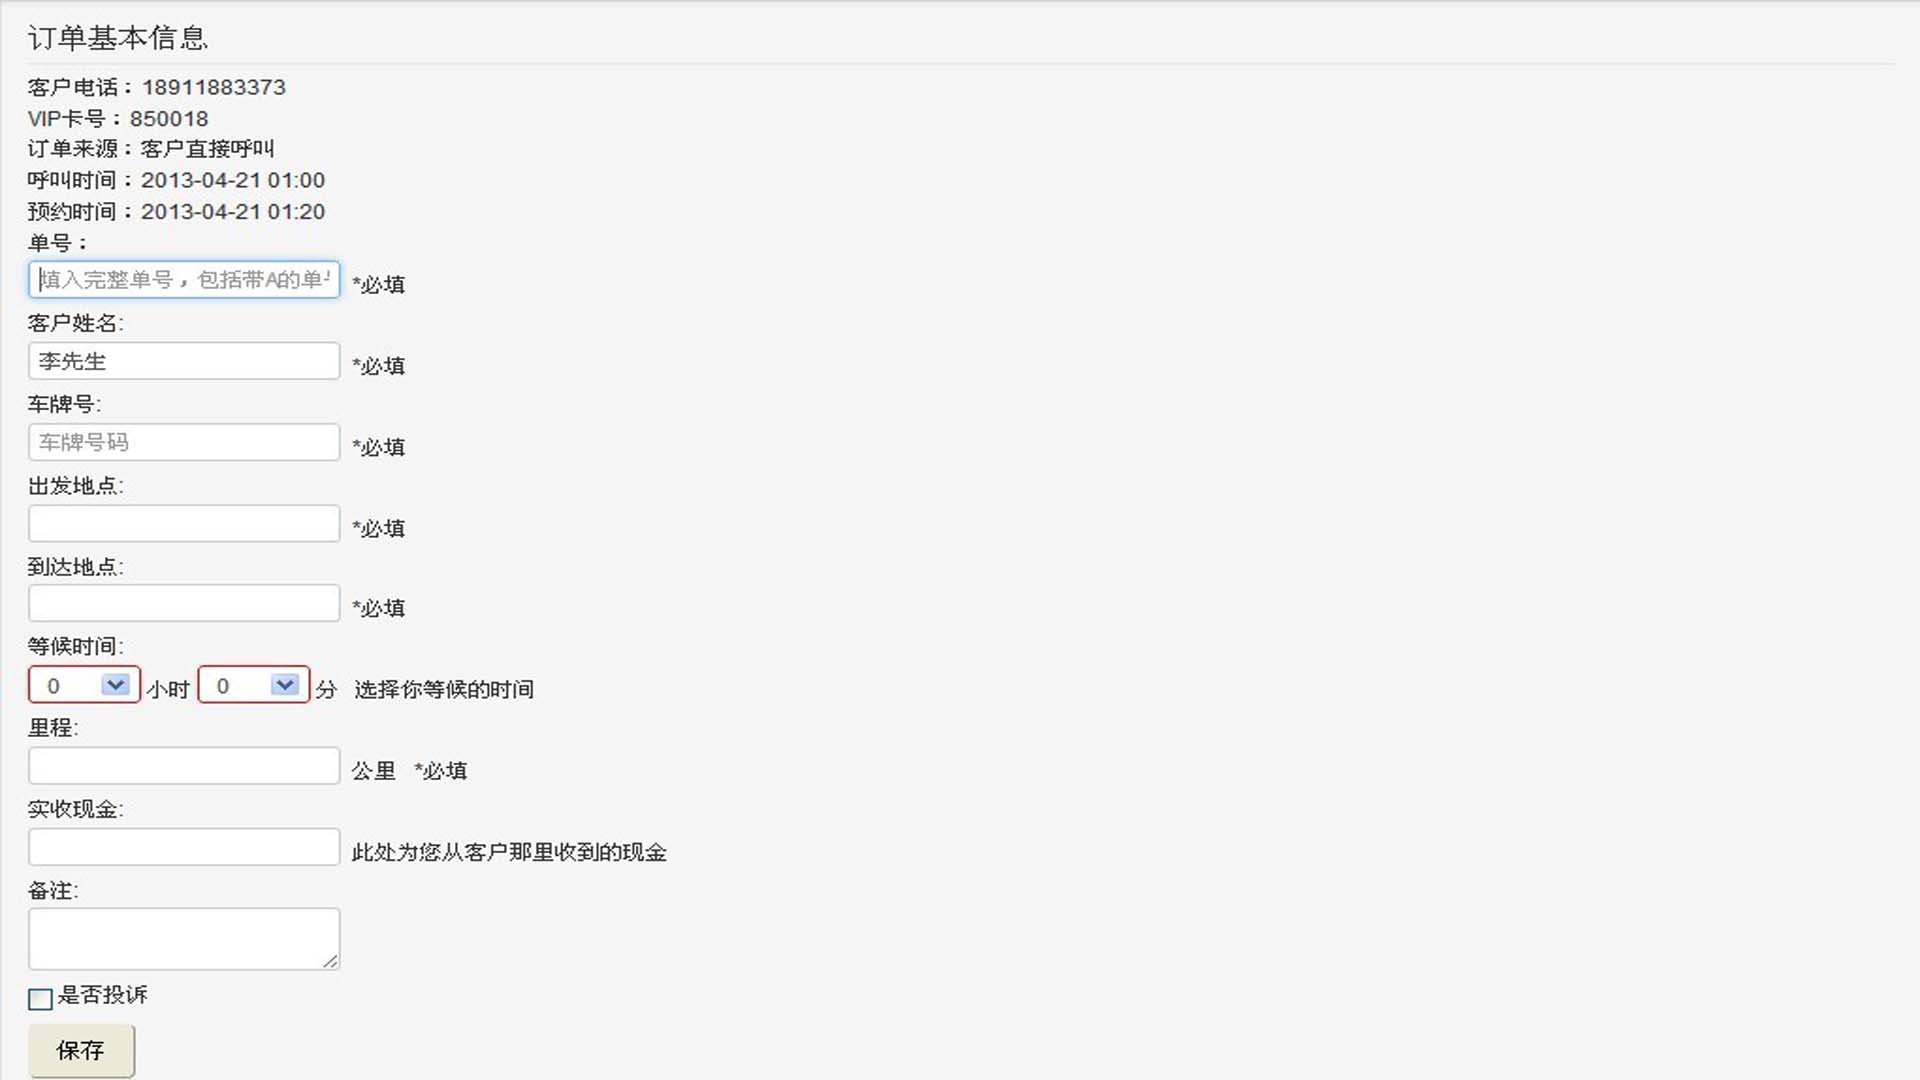 订单基本信息
客户电话：18911883373
VIP卡号：850018
订单来源：客户直接呼叫
呼叫时间：2013-04-21 01:00
预约时间：2013-04-21 01:20
单号：
填入完整单号，包括带A的单 *必填
客户姓名:
李先生 *必填
车牌号:
车牌号码 *必填
出发地点:
*必填
到达地点:
*必填
等候时间:
0 小时 0 分 选择你等候的时间
里程:
公里 *必填
实收现金:
此处为您从客户那里收到的现金
备注:
是否投诉
保存